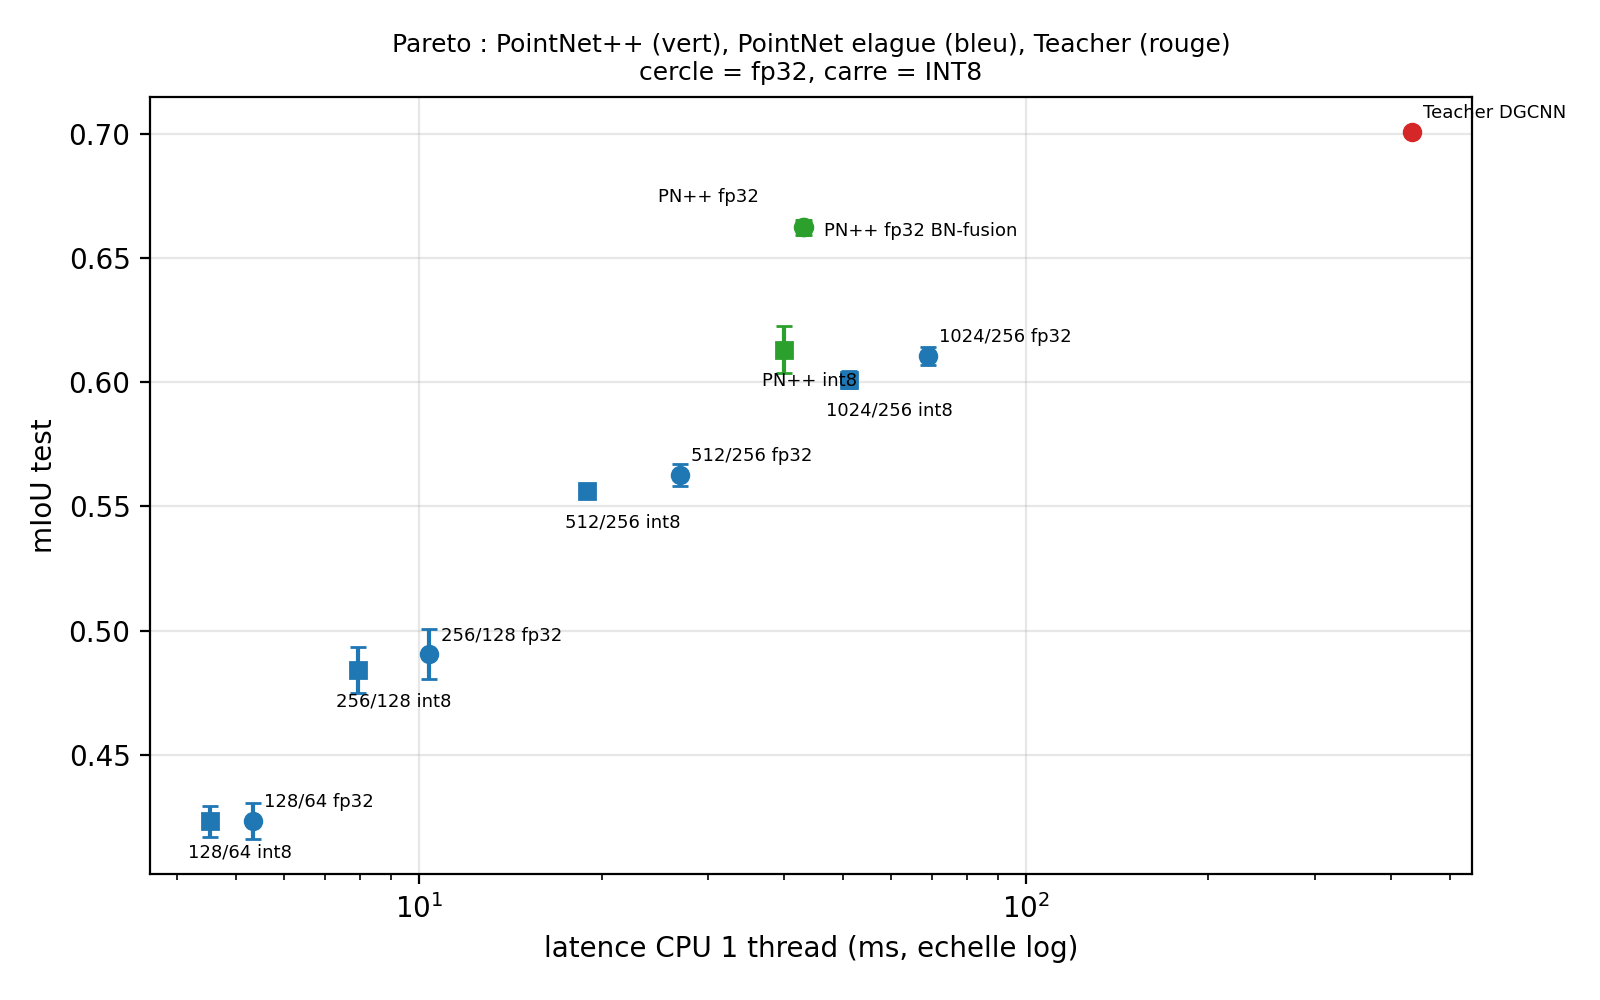 Pareto : PointNet++ (vert), PointNet elague (bleu), Teacher (rouge)
cercle = fp32, carre = INT8
Teacher DGCNN
0.70
PN++ fp32
PN++ fp32 BN-fusion
0.65
1024/256 fp32
0.60
PN++ int8
1024/256 int8
512/256 fp32
0.55
512/256 int8
0.50
256/128 fp32
256/128 int8
0.45
128/64 fp32
128/64 int8
mIoU test
10¹
10²
latence CPU 1 thread (ms, echelle log)